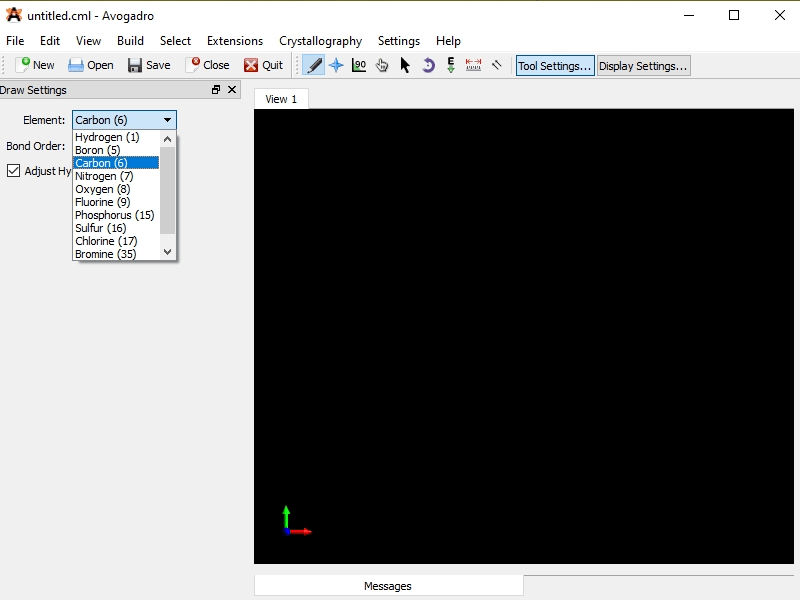 untitled.cml - Avogadro
File Edit View Build Select Extensions Crystallography Settings Help
New Open Save Close Quit 90 E Tool Settings... Display Settings...
Draw Settings
View 1
Element: Carbon (6)
Hydrogen (1)
Bond Order: Boron (5)
Carbon (6)
Adjust Hy Nitrogen (7)
Oxygen (8)
Fluorine (9)
Phosphorus (15)
Sulfur (16)
Chlorine (17)
Bromine (35)
Messages